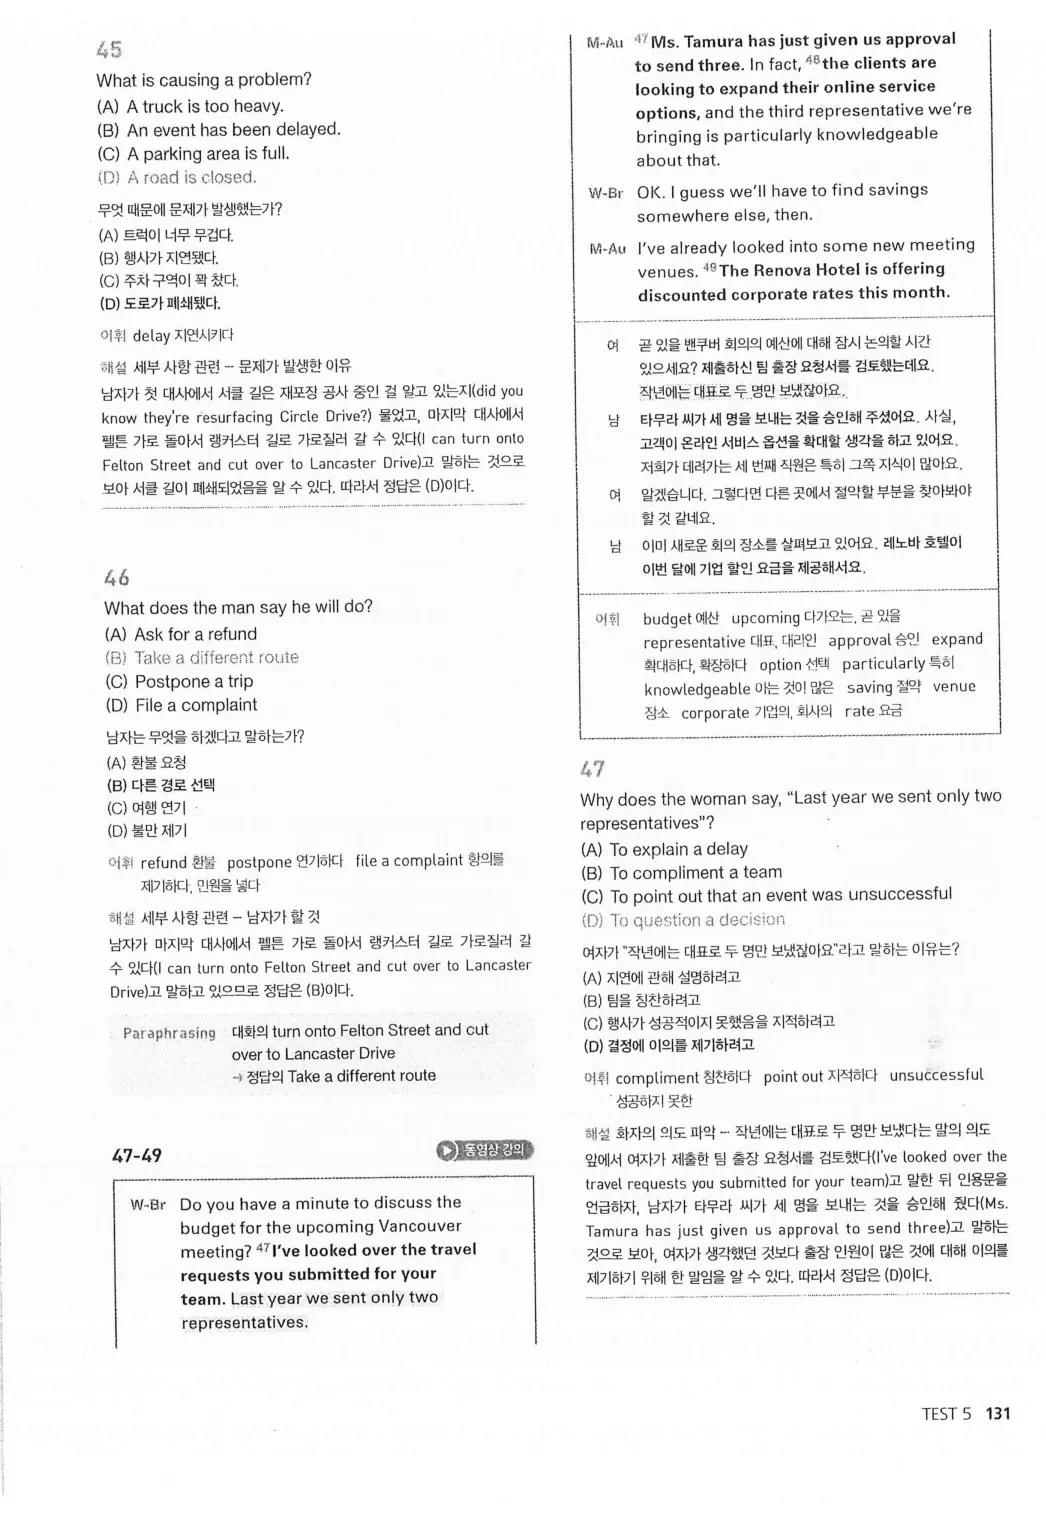 45
What is causing a problem?
(A) A truck is too heavy.
(B) An event has been delayed.
(C) A parking area is full.
(D) A road is closed.
무엇 때문에 문제가 발생했는가?
(A) 트럭이 너무 무겁다.
(B) 행사가 지연됐다.
(C) 주차 구역이 꽉 찼다.
(D) 도로가 폐쇄됐다.
어휘 delay 지연시키다
해설 세부 사항 관련 – 문제가 발생한 이유
남자가 첫 대사에서 서클 길은 재포장 공사 중인 걸 알고 있는지(did you
know they're resurfacing Circle Drive?) 물었고, 마지막 대사에서
펠튼 가로 돌아서 랭커스터 길로 가로질러 갈 수 있다(I can turn onto
Felton Street and cut over to Lancaster Drive)고 말하는 것으로
보아 서클 길이 폐쇄되었음을 알 수 있다. 따라서 정답은 (D)이다.
46
What does the man say he will do?
(A) Ask for a refund
(B) Take a different route
(C) Postpone a trip
(D) File a complaint
남자는 무엇을 하겠다고 말하는가?
(A) 환불 요청
(B) 다른 경로 선택
(C) 여행 연기
(D) 불만 제기
어휘 refund 환불 postpone 연기하다 file a complaint 항의를
제기하다, 민원을 넣다
해설 세부 사항 관련 – 남자가 할 것
남자가 마지막 대사에서 펠튼 가로 돌아서 랭커스터 길로 가로질러 갈
수 있다(I can turn onto Felton Street and cut over to Lancaster
Drive)고 말하고 있으므로 정답은 (B)이다.
Paraphrasing 대화의 turn onto Felton Street and cut
over to Lancaster Drive
→ 정답의 Take a different route
47-49 동영상 강의
W-Br Do you have a minute to discuss the
budget for the upcoming Vancouver
meeting? 47 I've looked over the travel
requests you submitted for your
team. Last year we sent only two
representatives.
M-Au 47 Ms. Tamura has just given us approval
to send three. In fact, 48 the clients are
looking to expand their online service
options, and the third representative we're
bringing is particularly knowledgeable
about that.
W-Br OK. I guess we'll have to find savings
somewhere else, then.
M-Au I've already looked into some new meeting
venues. 49 The Renova Hotel is offering
discounted corporate rates this month.
여 곧 있을 밴쿠버 회의의 예산에 대해 잠시 논의할 시간
있으세요? 제출하신 팀 출장 요청서를 검토했는데요.
작년에는 대표로 두 명만 보냈잖아요.
남 타무라 씨가 세 명을 보내는 것을 승인해 주셨어요. 사실,
고객이 온라인 서비스 옵션을 확대할 생각을 하고 있어요.
저희가 데려가는 세 번째 직원은 특히 그쪽 지식이 많아요.
여 알겠습니다. 그렇다면 다른 곳에서 절약할 부분을 찾아봐야
할 것 같네요.
남 이미 새로운 회의 장소를 살펴보고 있어요. 레노바 호텔이
이번 달에 기업 할인 요금을 제공해서요.
어휘 budget 예산 upcoming 다가오는, 곧 있을
representative 대표, 대리인 approval 승인 expand
확대하다, 확장하다 option 선택 particularly 특히
knowledgeable 아는 것이 많은 saving 절약 venue
장소 corporate 기업의, 회사의 rate 요금
47
Why does the woman say, “Last year we sent only two
representatives”?
(A) To explain a delay
(B) To compliment a team
(C) To point out that an event was unsuccessful
(D) To question a decision
여자가 "작년에는 대표로 두 명만 보냈잖아요"라고 말하는 이유는?
(A) 지연에 관해 설명하려고
(B) 팀을 칭찬하려고
(C) 행사가 성공적이지 못했음을 지적하려고
(D) 결정에 이의를 제기하려고
어휘 compliment 칭찬하다 point out 지적하다 unsuccessful
성공하지 못한
해설 화자의 의도 파악 – 작년에는 대표로 두 명만 보냈다는 말의 의도
앞에서 여자가 제출한 팀 출장 요청서를 검토했다(I've looked over the
travel requests you submitted for your team)고 말한 뒤 인용문을
언급하자, 남자가 타무라 씨가 세 명을 보내는 것을 승인해 줬다(Ms.
Tamura has just given us approval to send three)고 말하는
것으로 보아, 여자가 생각했던 것보다 출장 인원이 많은 것에 대해 이의를
제기하기 위해 한 말임을 알 수 있다. 따라서 정답은 (D)이다.
TEST 5 131